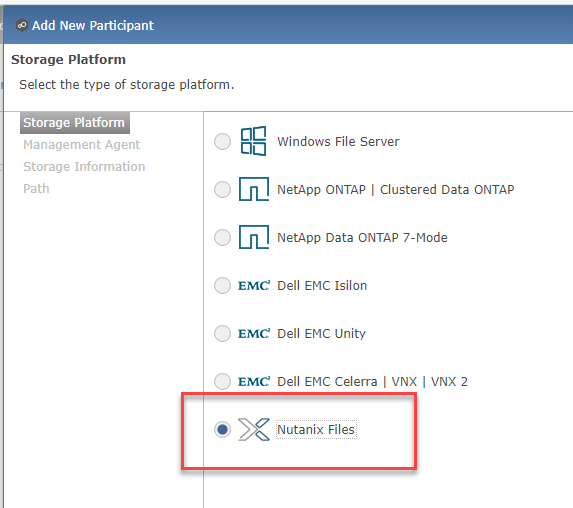 Add New Participant
Storage Platform
Select the type of storage platform.
Storage Platform
Management Agent
Storage Information
Path
Windows File Server
NetApp ONTAP | Clustered Data ONTAP
NetApp Data ONTAP 7-Mode
EMC² Dell EMC Isilon
EMC² Dell EMC Unity
EMC² Dell EMC Celerra | VNX | VNX 2
Nutanix Files